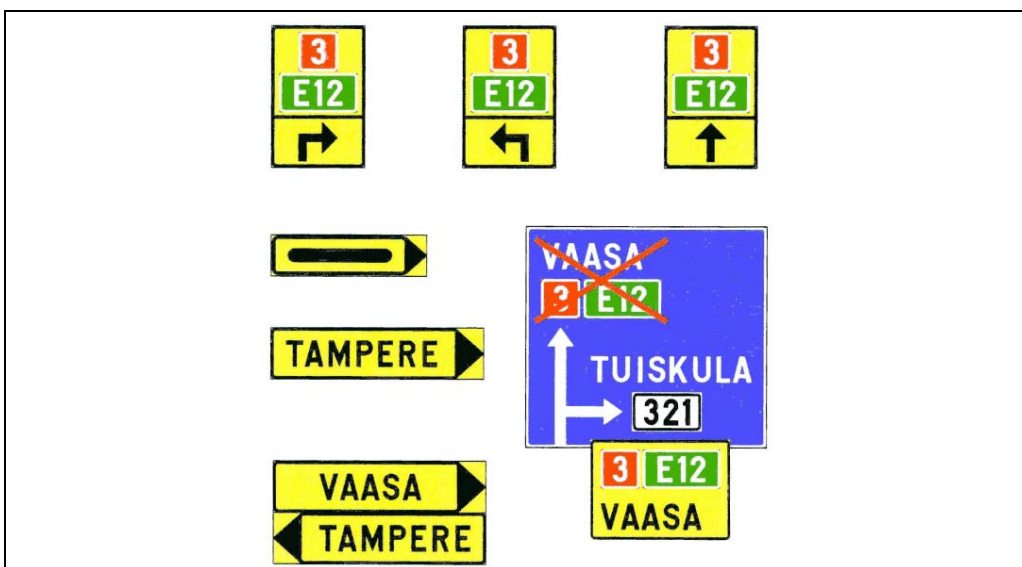 3
E12
3
E12
3
E12
VAASA
3 E12
TAMPERE
TUISKULA
321
VAASA
TAMPERE
3 E12
VAASA